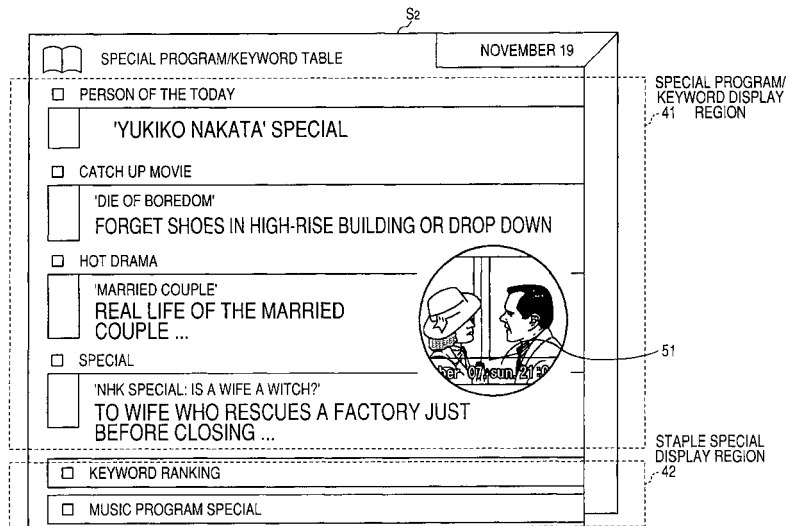 S2
SPECIAL PROGRAM/KEYWORD TABLE
NOVEMBER 19
SPECIAL PROGRAM/
KEYWORD DISPLAY
41 REGION
PERSON OF THE TODAY
'YUKIKO NAKATA' SPECIAL
CATCH UP MOVIE
'DIE OF BOREDOM'
FORGET SHOES IN HIGH-RISE BUILDING OR DROP DOWN
HOT DRAMA
'MARRIED COUPLE'
REAL LIFE OF THE MARRIED
COUPLE ...
51
SPECIAL
'NHK SPECIAL: IS A WIFE A WITCH?'
TO WIFE WHO RESCUES A FACTORY JUST
BEFORE CLOSING ...
STAPLE SPECIAL
DISPLAY REGION
42
KEYWORD RANKING
MUSIC PROGRAM SPECIAL